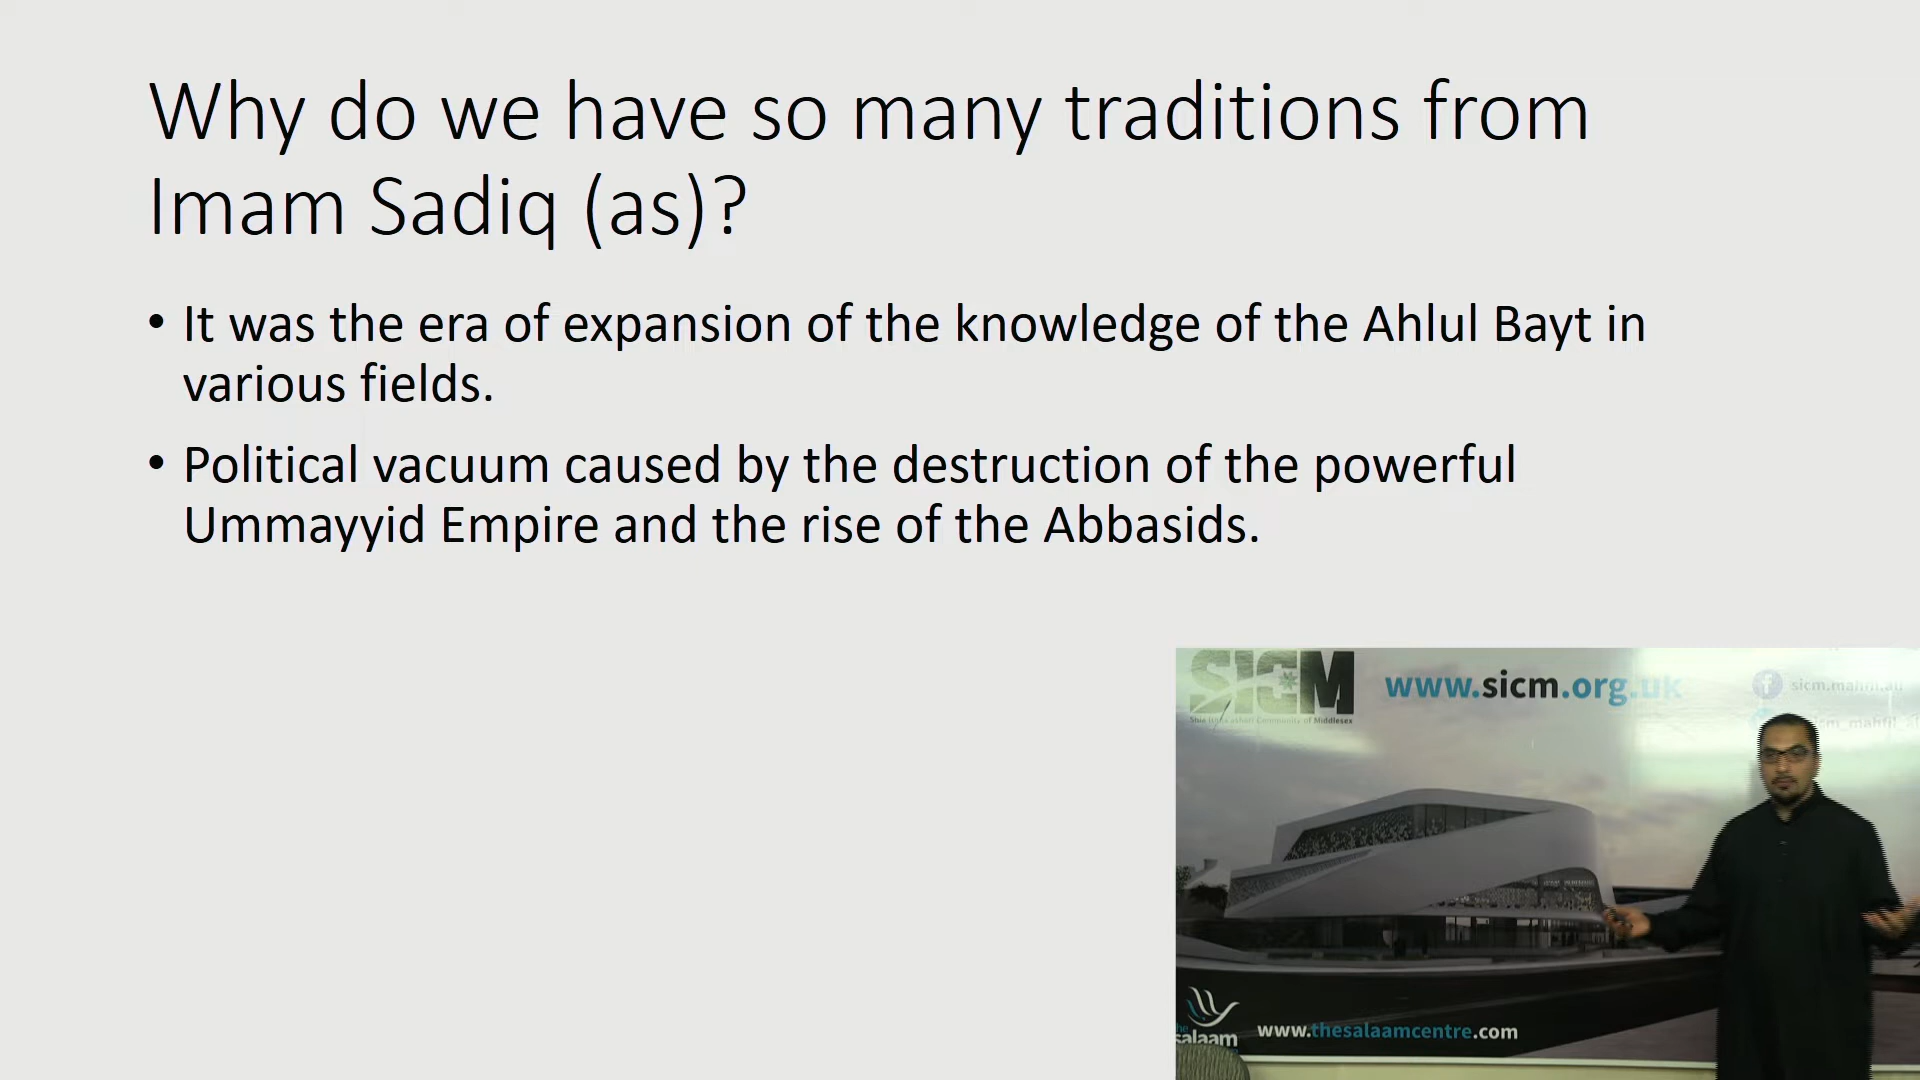 Why do we have so many traditions from
Imam Sadiq (as)?
• It was the era of expansion of the knowledge of the Ahlul Bayt in
various fields.
• Political vacuum caused by the destruction of the powerful
Ummayyid Empire and the rise of the Abbasids.
SICM
www.sicm.org.uk
of Middlesex
salaam
www.thesalaamcentre.com